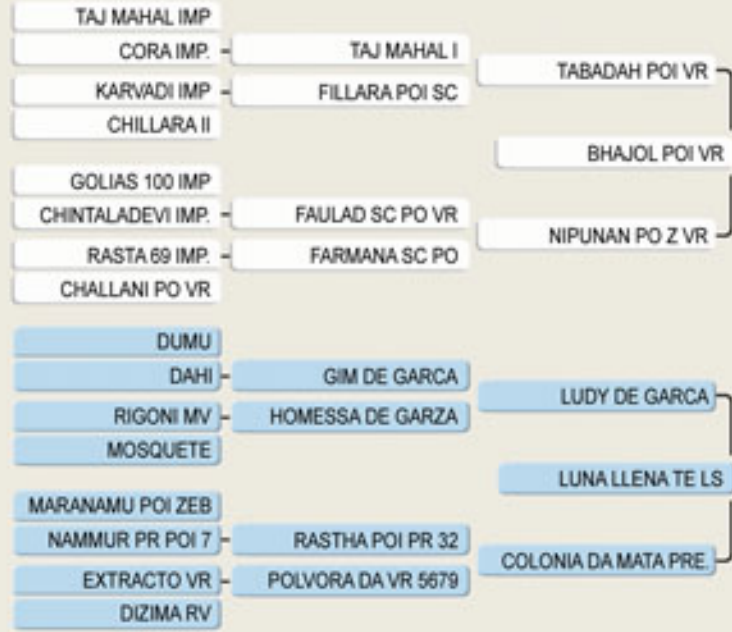 TAJ MAHAL IMP
CORA IMP.
TAJ MAHAL I
TABADAH POI VR
KARVADI IMP
FILLARA POI SC
CHILLARA II
BHAJOL POI VR
GOLIAS 100 IMP
CHINTALADEVI IMP.
FAULAD SC PO VR
NIPUNAN PO Z VR
RASTA 69 IMP.
FARMANA SC PO
CHALLANI PO VR
DUMU
DAHI
GIM DE GARCA
LUDY DE GARCA
RIGONI MV
HOMESSA DE GARZA
MOSQUETE
LUNA LLENA TE LS
MARANAMU POI ZEB
NAMMUR PR POI 7
RASTHA POI PR 32
COLONIA DA MATA PRE.
EXTRACTO VR
POLVORA DA VR 5679
DIZIMA RV